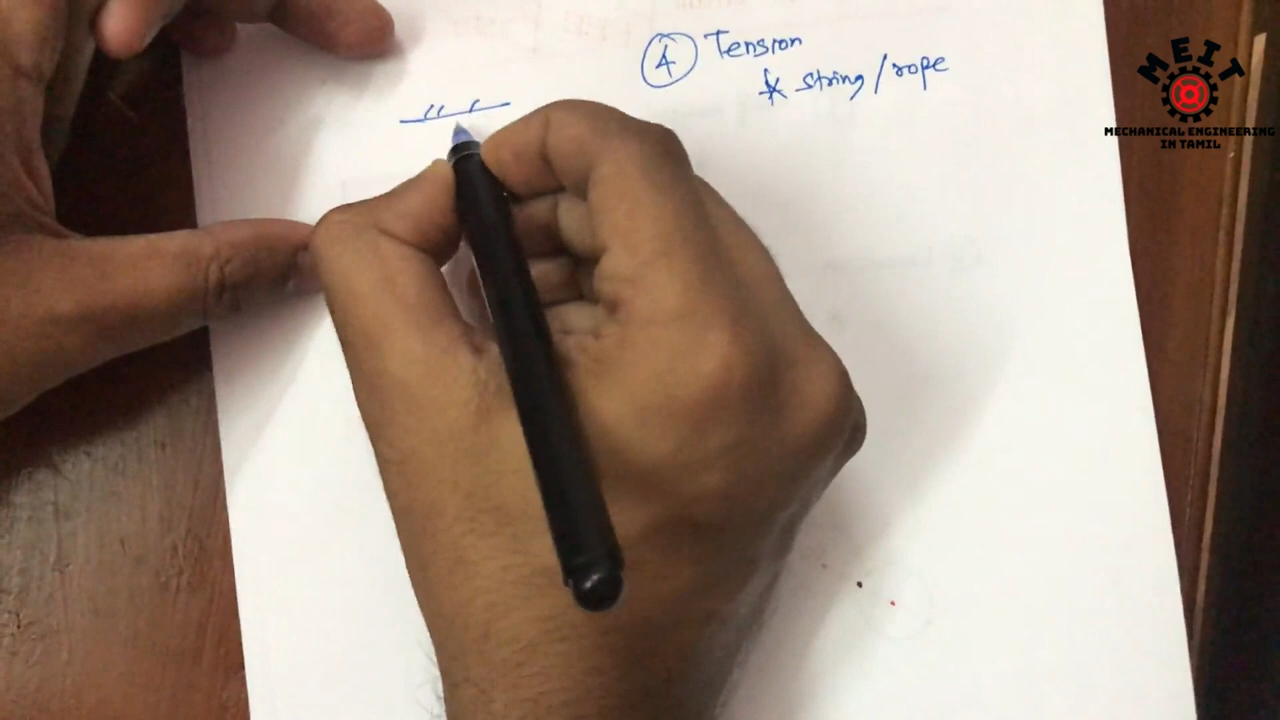 ④ Tension
* string/rope
MEIT
MECHANICAL ENGINEERING
IN TAMIL